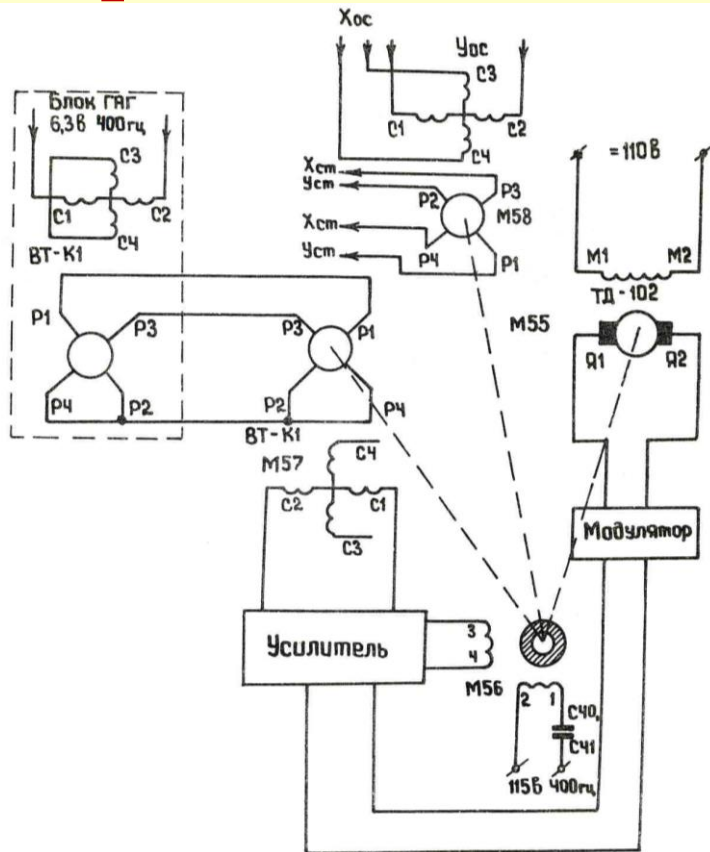 Хос
Уос
С3
С1
С2
С4
Блок ГАГ
6,3в 400гц
С3
С1
С2
С4
ВТ-К1
Хст
Уст
Р2
Р3
М58
Хст
Уст
Р4
Р1
=110в
М1
М2
ТД-102
М55
Я1
Я2
Р1
Р3
Р3
Р1
Р4
Р2
Р2
Р4
ВТ-К1
М57
С4
С2
С1
С3
Модулятор
Усилитель
3
4
М56
2
1
С40,
С41
115в 400гц